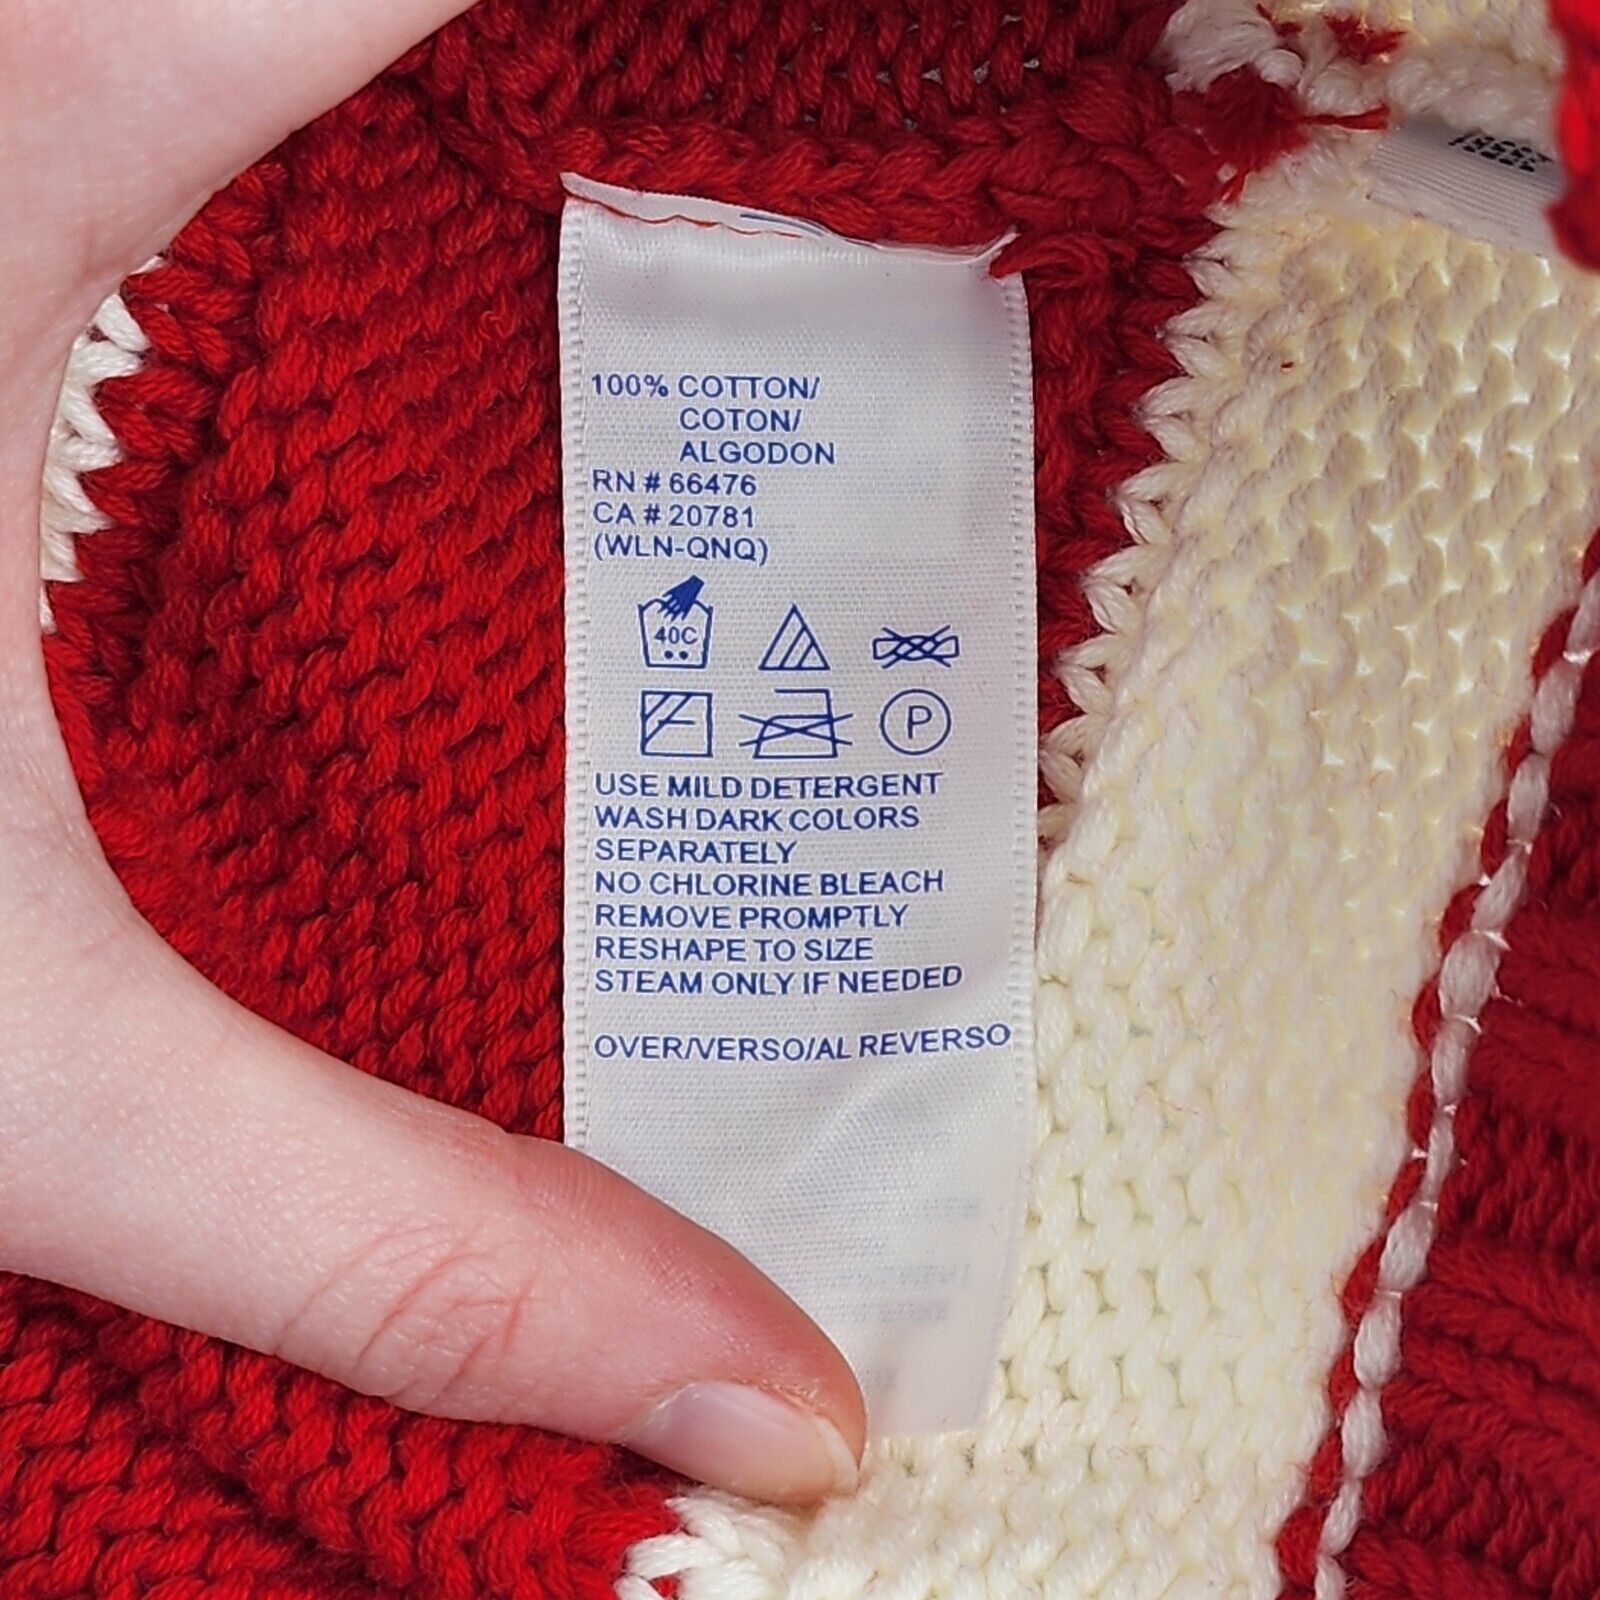 100% COTTON/
COTON/
ALGODON
RN # 66476
CA # 20781
(WLN-QNQ)
40C
P
USE MILD DETERGENT
WASH DARK COLORS
SEPARATELY
NO CHLORINE BLEACH
REMOVE PROMPTLY
RESHAPE TO SIZE
STEAM ONLY IF NEEDED
OVER/VERSO/AL REVERSO